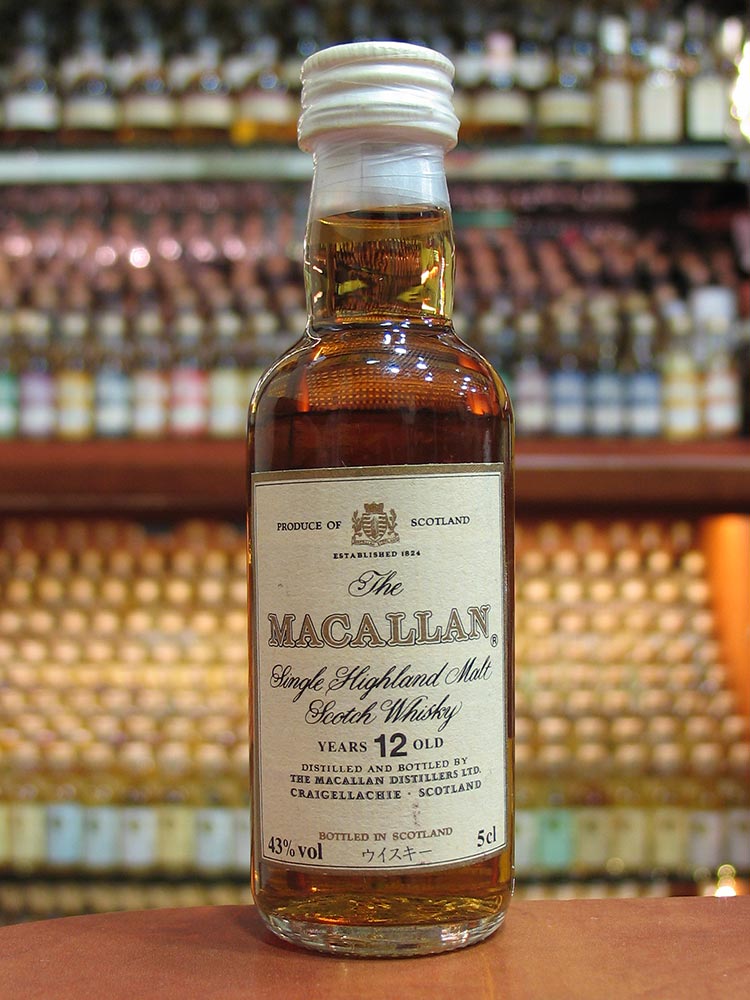 PRODUCE OF SCOTLAND
ESTABLISHED 1824
The
MACALLAN®
Single Highland Malt
Scotch Whisky
YEARS 12 OLD
DISTILLED AND BOTTLED BY
THE MACALLAN DISTILLERS LTD.
CRAIGELLACHIE · SCOTLAND
BOTTLED IN SCOTLAND
43% vol ウイスキー 5cl